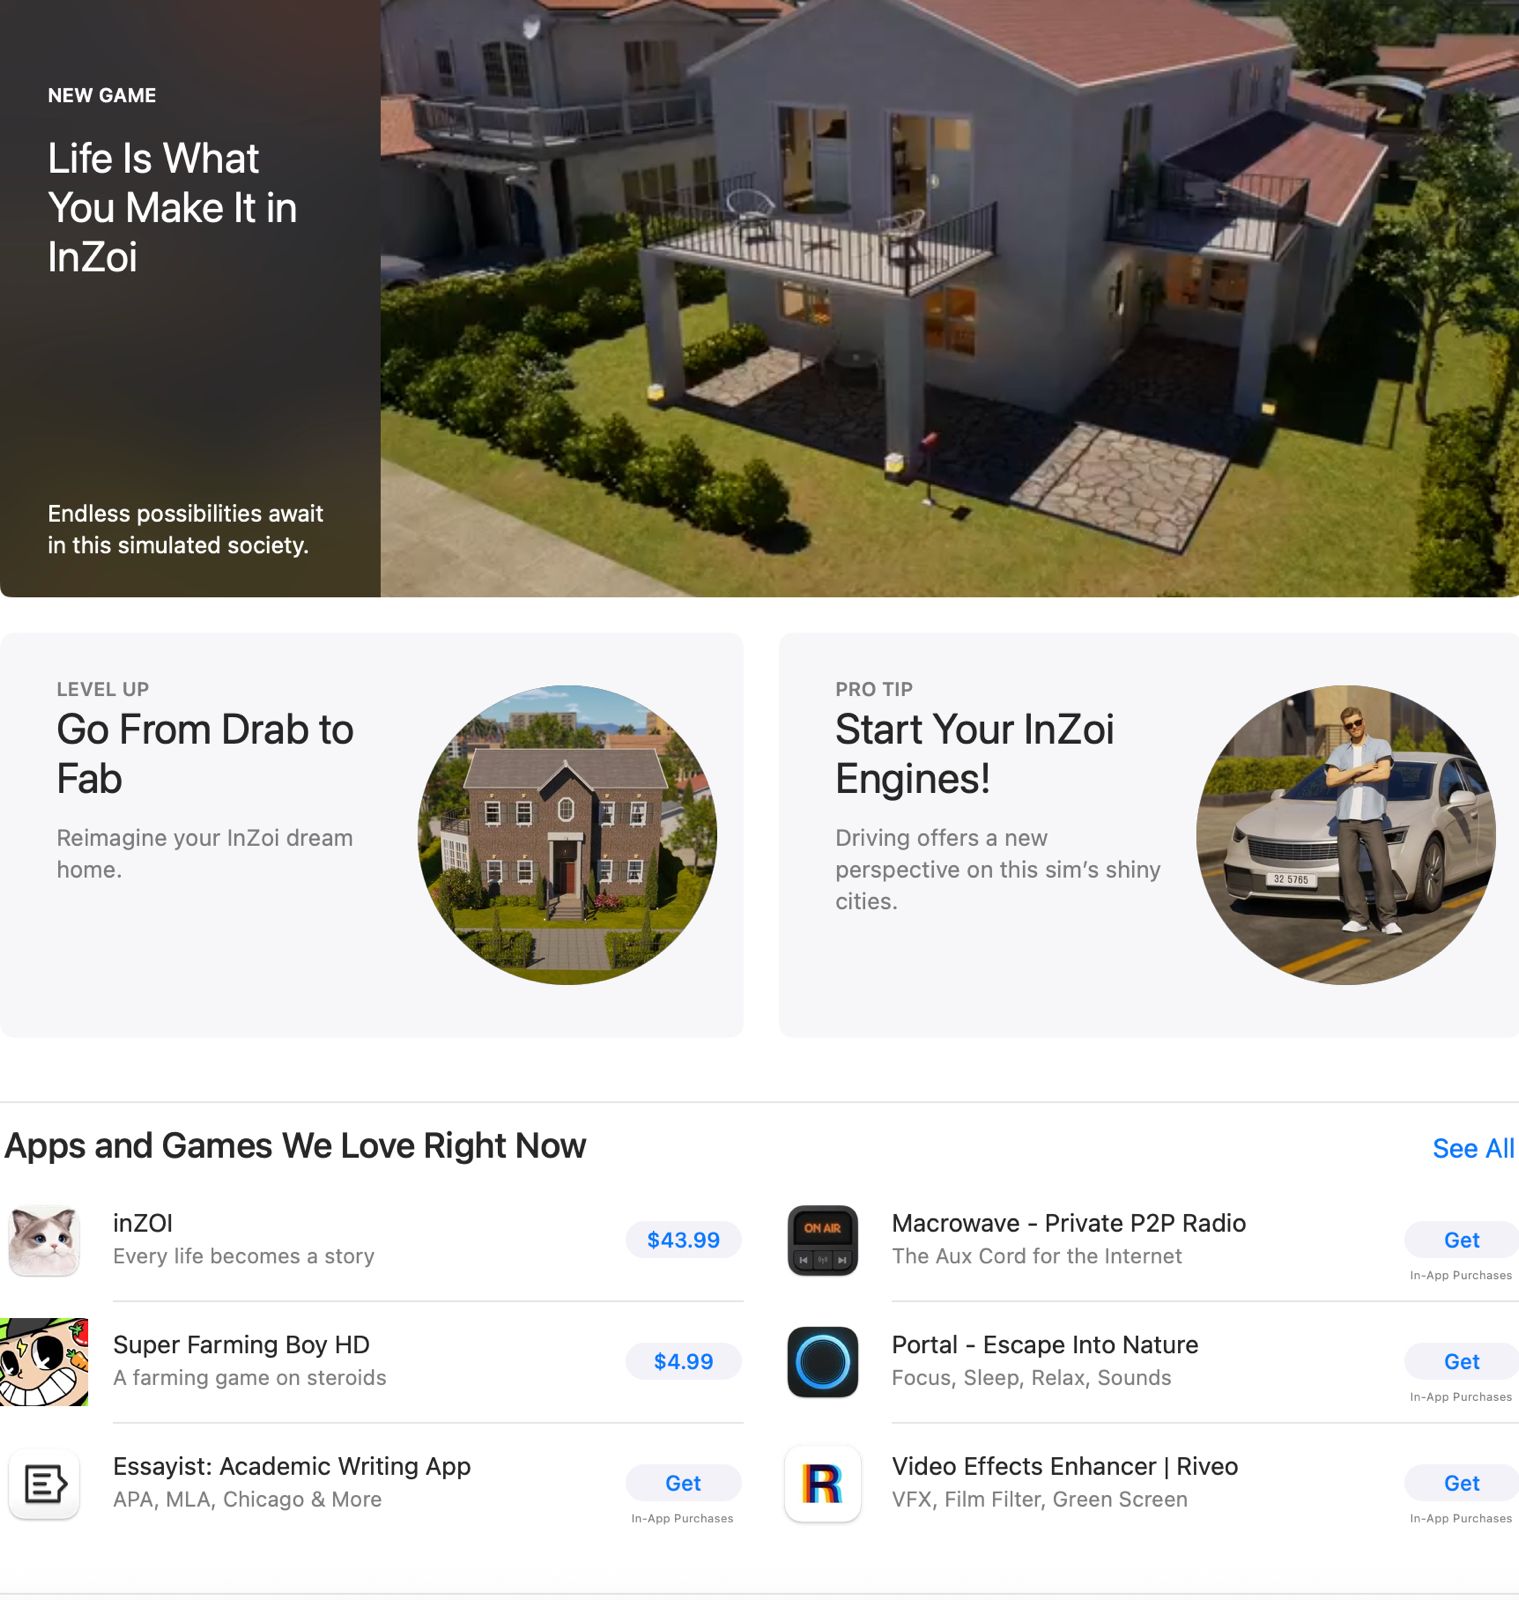 NEW GAME
Life Is What
You Make It in
InZoi
Endless possibilities await
in this simulated society.
LEVEL UP
Go From Drab to
Fab
Reimagine your InZoi dream
home.
PRO TIP
Start Your InZoi
Engines!
Driving offers a new
perspective on this sim’s shiny
cities.
32 5765
Apps and Games We Love Right Now
See All
inZOI
Every life becomes a story
$43.99
ON AIR
Macrowave - Private P2P Radio
The Aux Cord for the Internet
Get
In-App Purchases
Super Farming Boy HD
A farming game on steroids
$4.99
Portal - Escape Into Nature
Focus, Sleep, Relax, Sounds
Get
In-App Purchases
Essayist: Academic Writing App
APA, MLA, Chicago & More
Get
In-App Purchases
R
Video Effects Enhancer | Riveo
VFX, Film Filter, Green Screen
Get
In-App Purchases